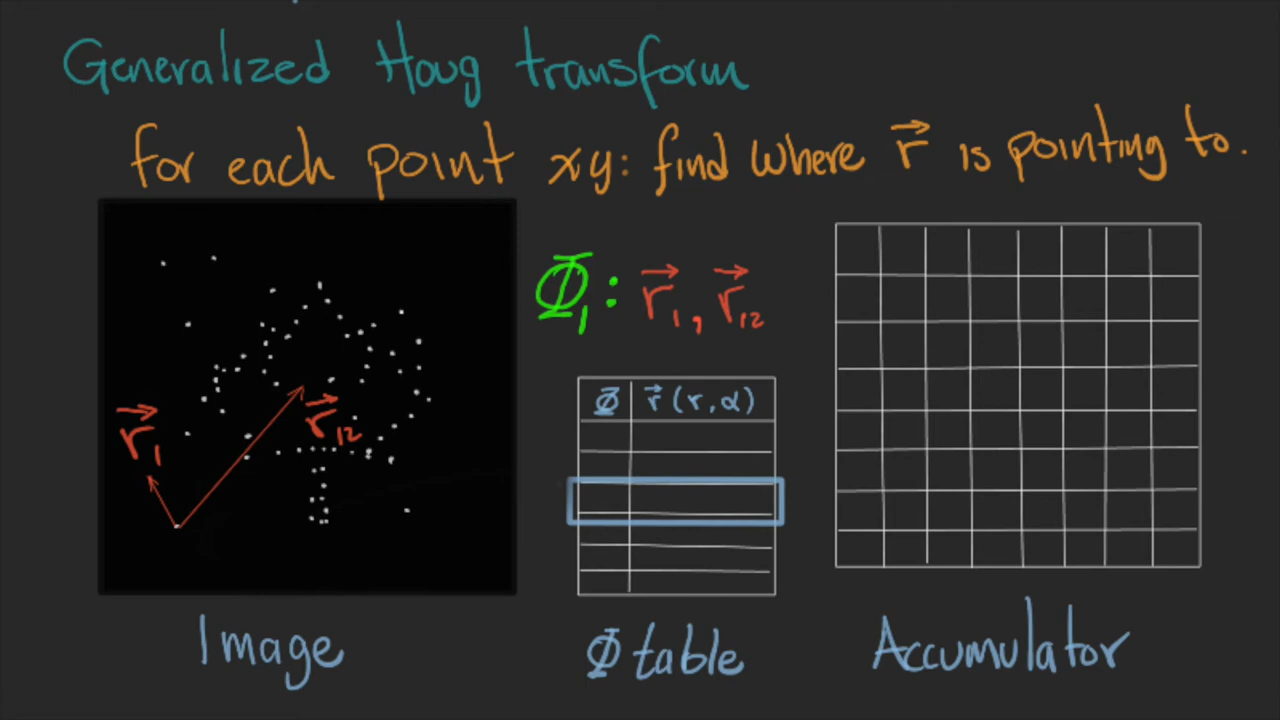 Generalized Houg transform
for each point xy: find where r⃗ is pointing to.
Φ₁: r⃗₁, r⃗₁₂
r⃗₁
r⃗₁₂
Φ r⃗(r, α)
Image
Φ table
Accumulator